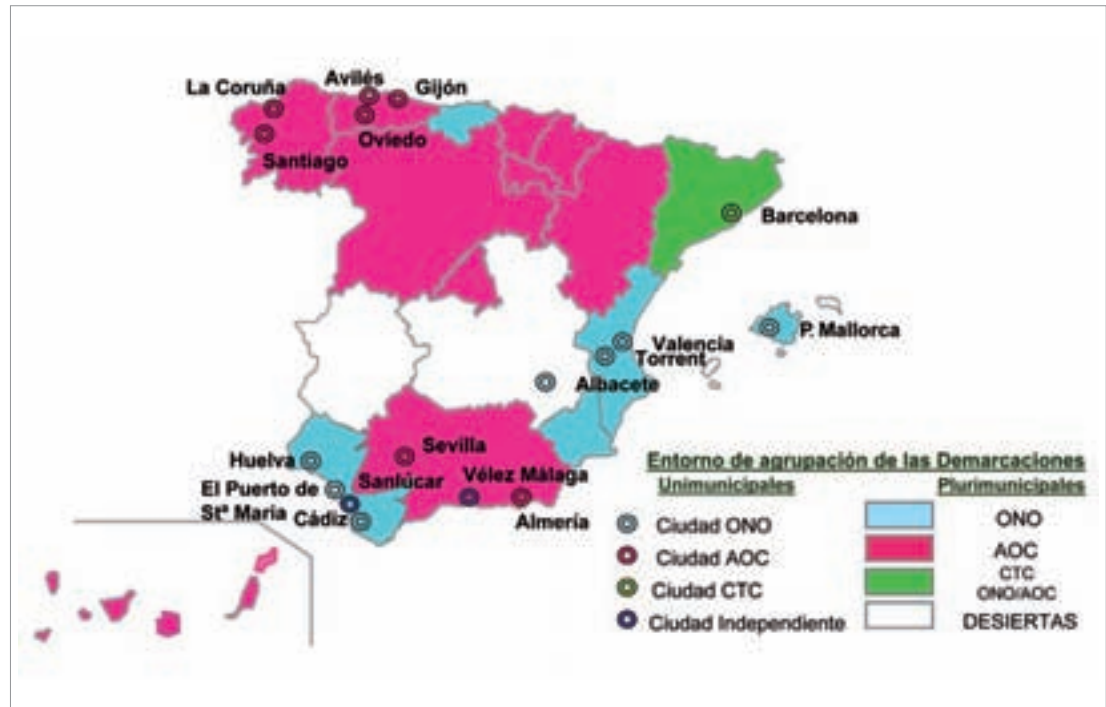 La Coruña
Avilés
Gijón
Oviedo
Santiago
Barcelona
P. Mallorca
Valencia
Torrent
Albacete
Huelva
Sevilla
Sanlúcar
Vélez Málaga
El Puerto de
Stª Maria
Cádiz
Almería
Entorno de agrupación de las Demarcaciones
Unimunicipales
Plurimunicipales
Ciudad ONO
ONO
Ciudad AOC
AOC
Ciudad CTC
CTC
ONO/AOC
Ciudad Independiente
DESIERTAS